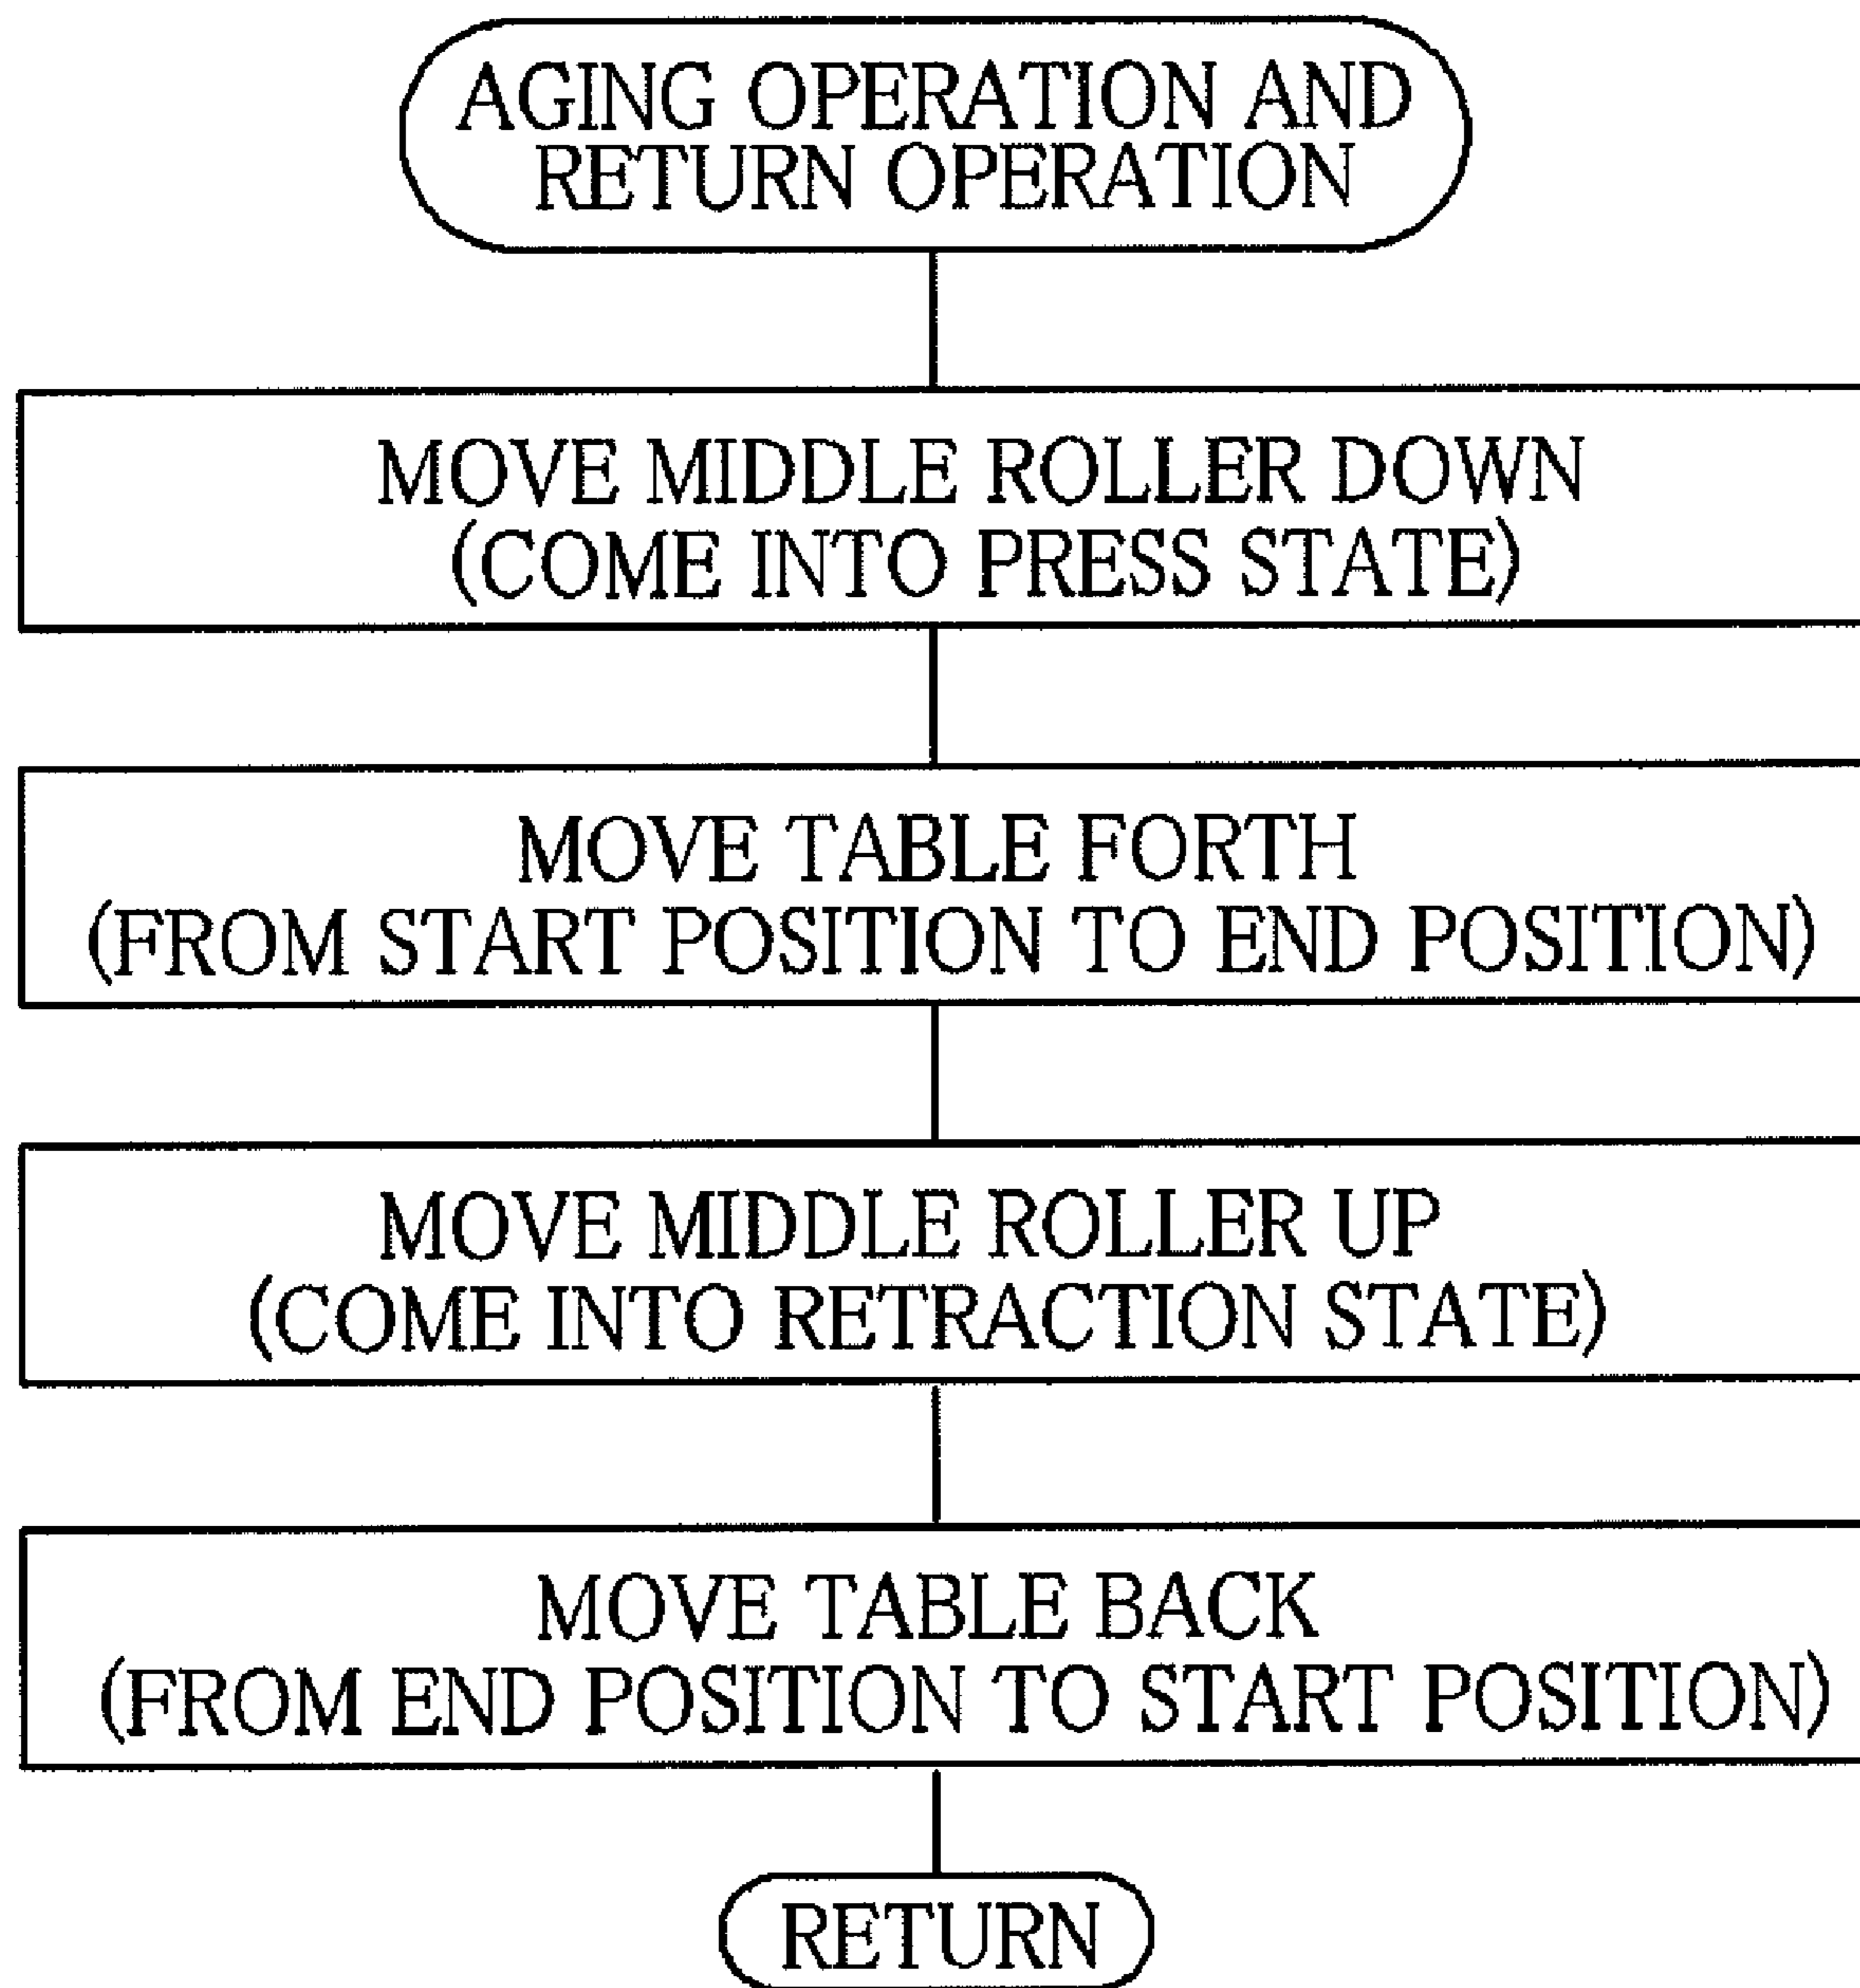 AGING OPERATION AND
RETURN OPERATION
MOVE MIDDLE ROLLER DOWN
(COME INTO PRESS STATE)
MOVE TABLE FORTH
(FROM START POSITION TO END POSITION)
MOVE MIDDLE ROLLER UP
(COME INTO RETRACTION STATE)
MOVE TABLE BACK
(FROM END POSITION TO START POSITION)
RETURN